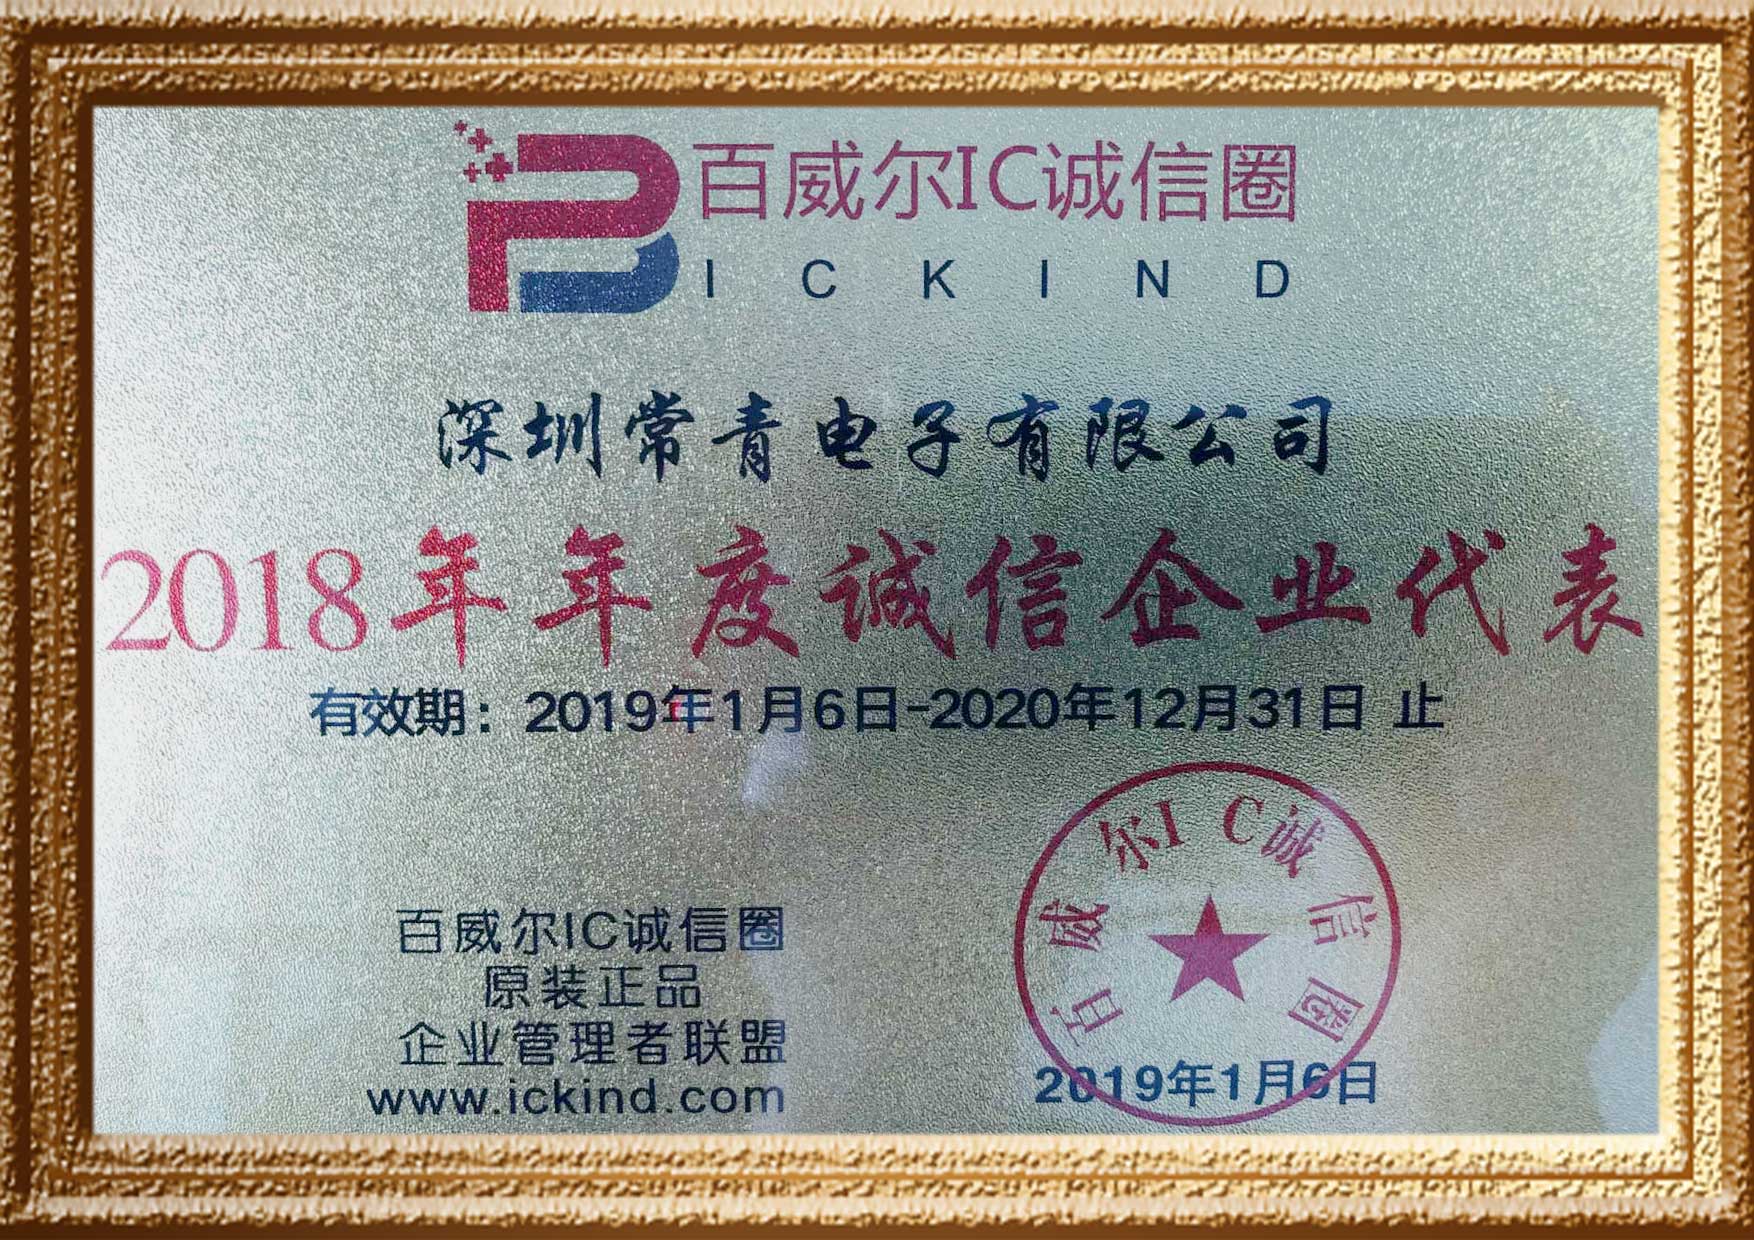 百威尔IC诚信圈
ICKIND
深圳常青电子有限公司
2018年年度诚信企业代表
有效期：2019年1月6日-2020年12月31日 止
百威尔IC诚信圈
原装正品
企业管理者联盟
www.ickind.com
百威尔IC诚信圈
2019年1月6日